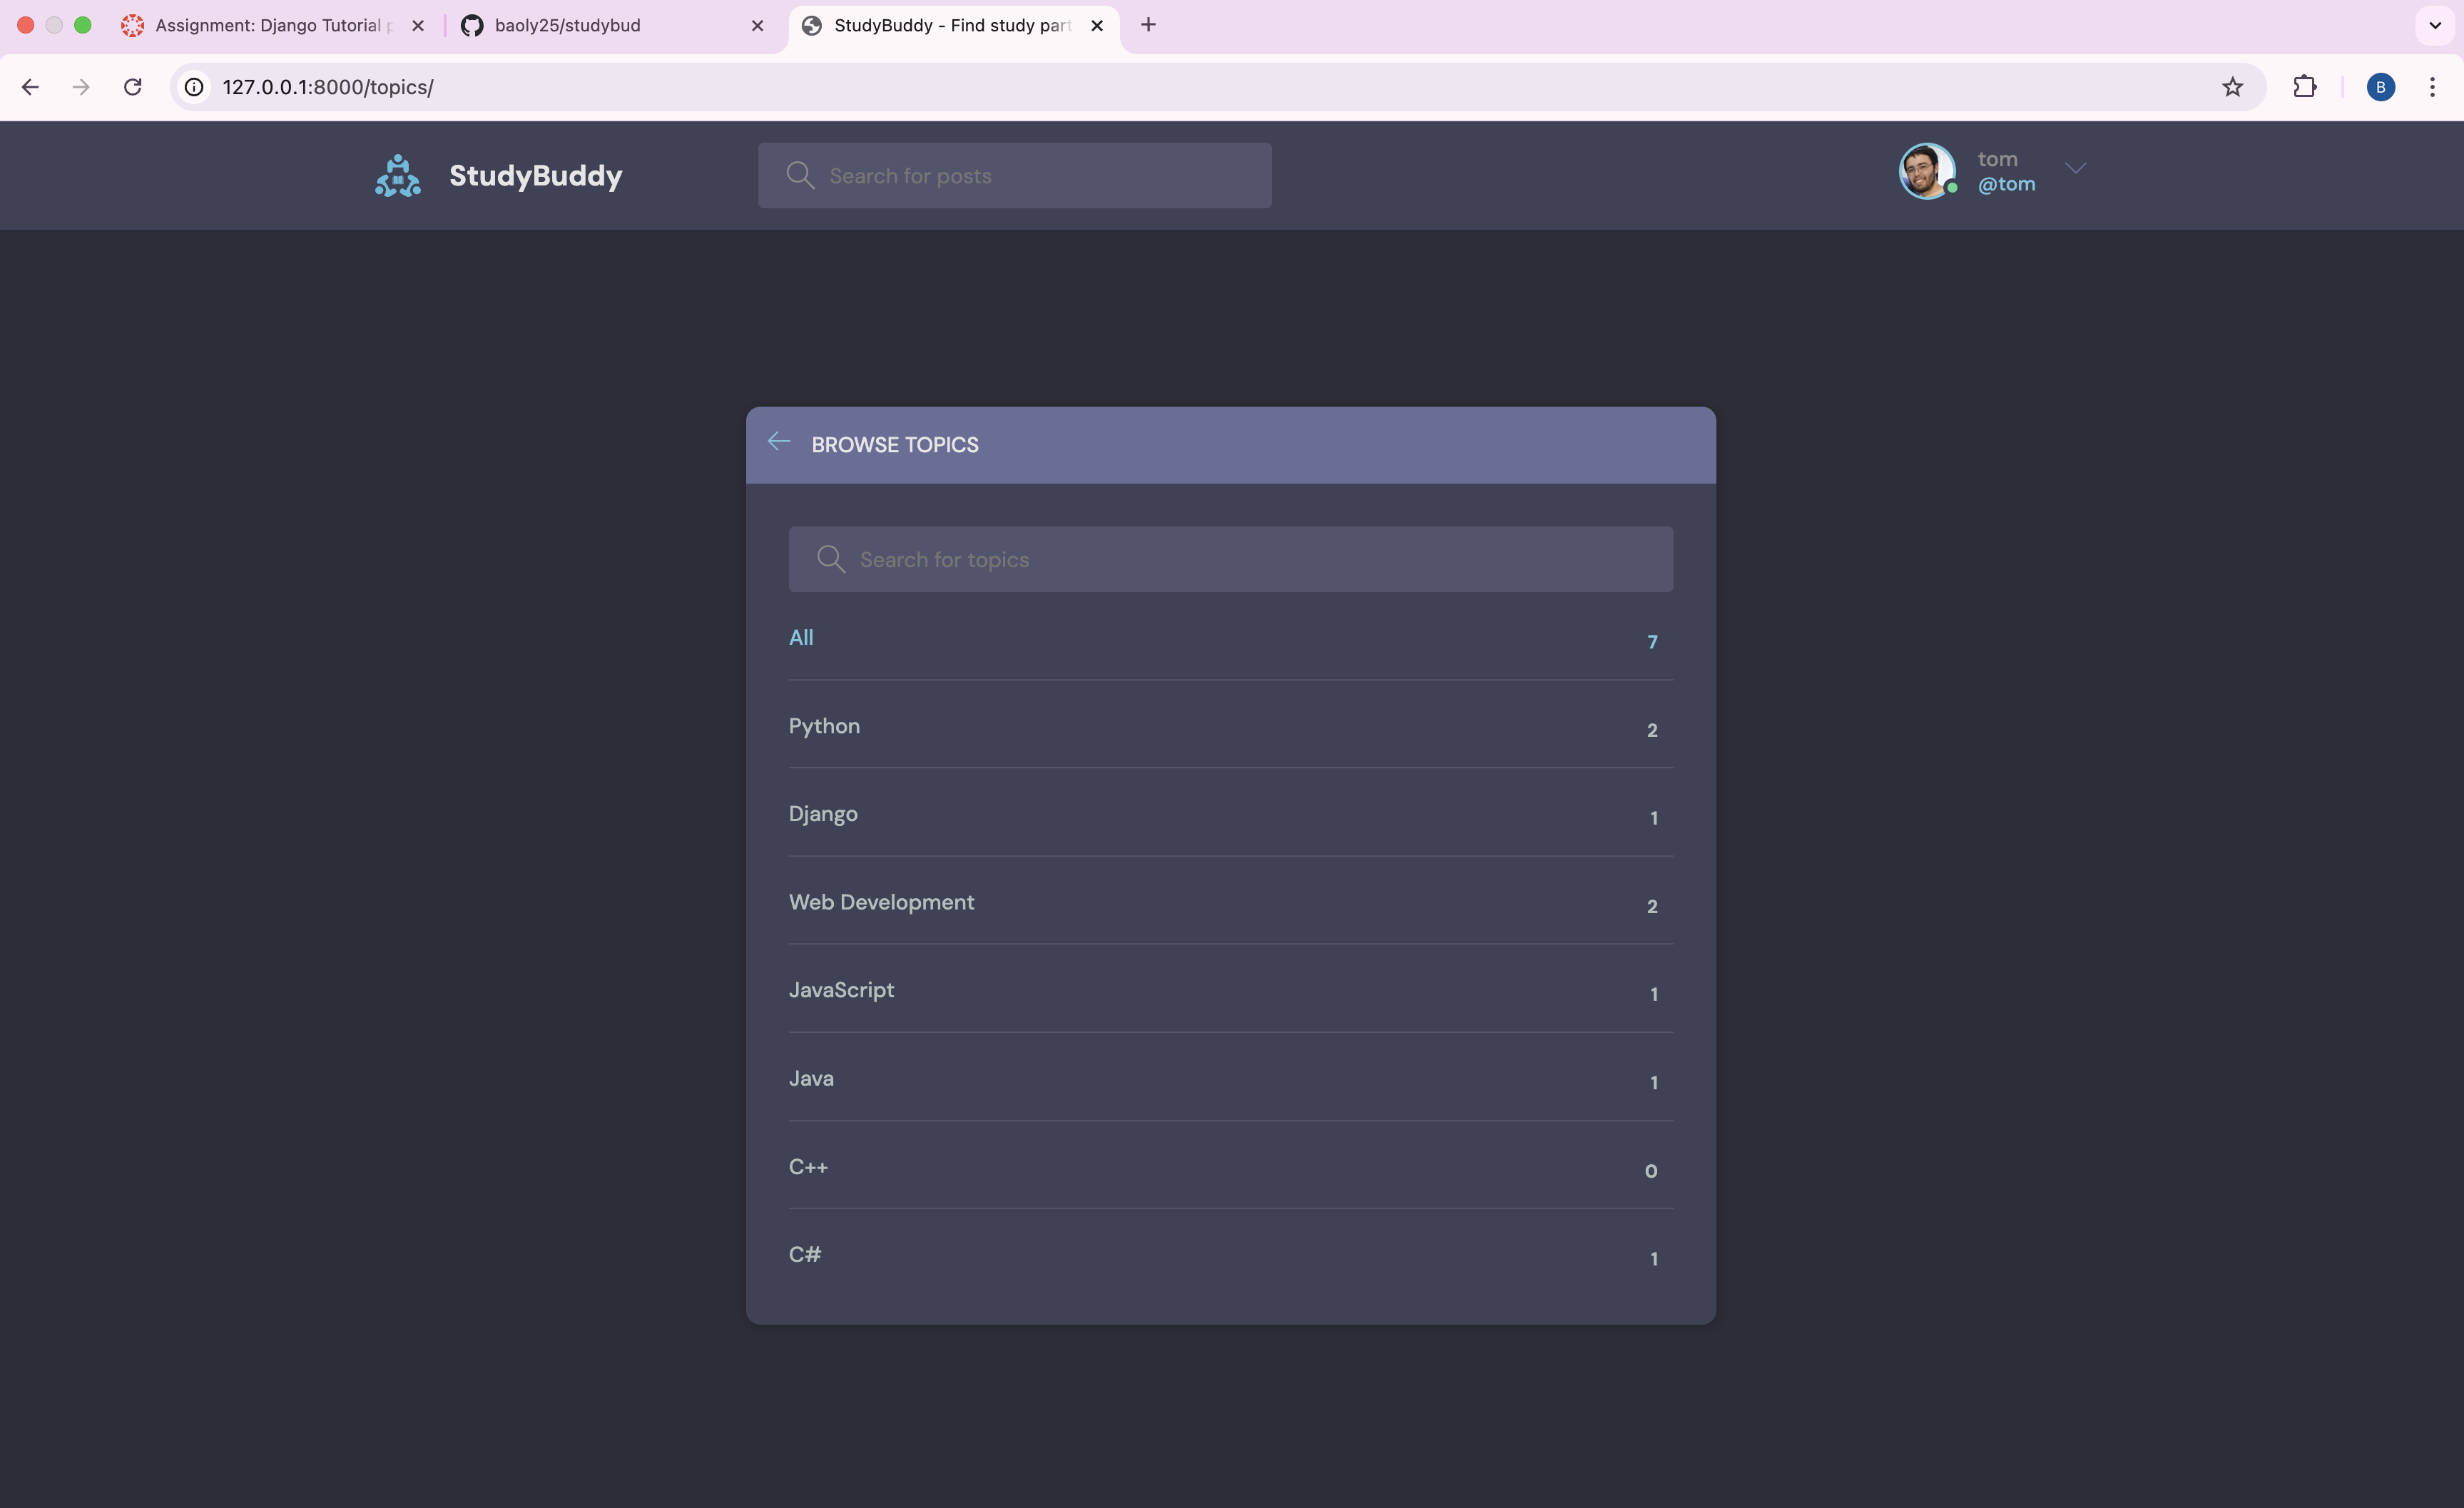 Assignment: Django Tutorial p
baoly25/studybud
StudyBuddy - Find study part
127.0.0.1:8000/topics/
B
StudyBuddy
Search for posts
tom
@tom
BROWSE TOPICS
Search for topics
All 7
Python 2
Django 1
Web Development 2
JavaScript 1
Java 1
C++ 0
C# 1